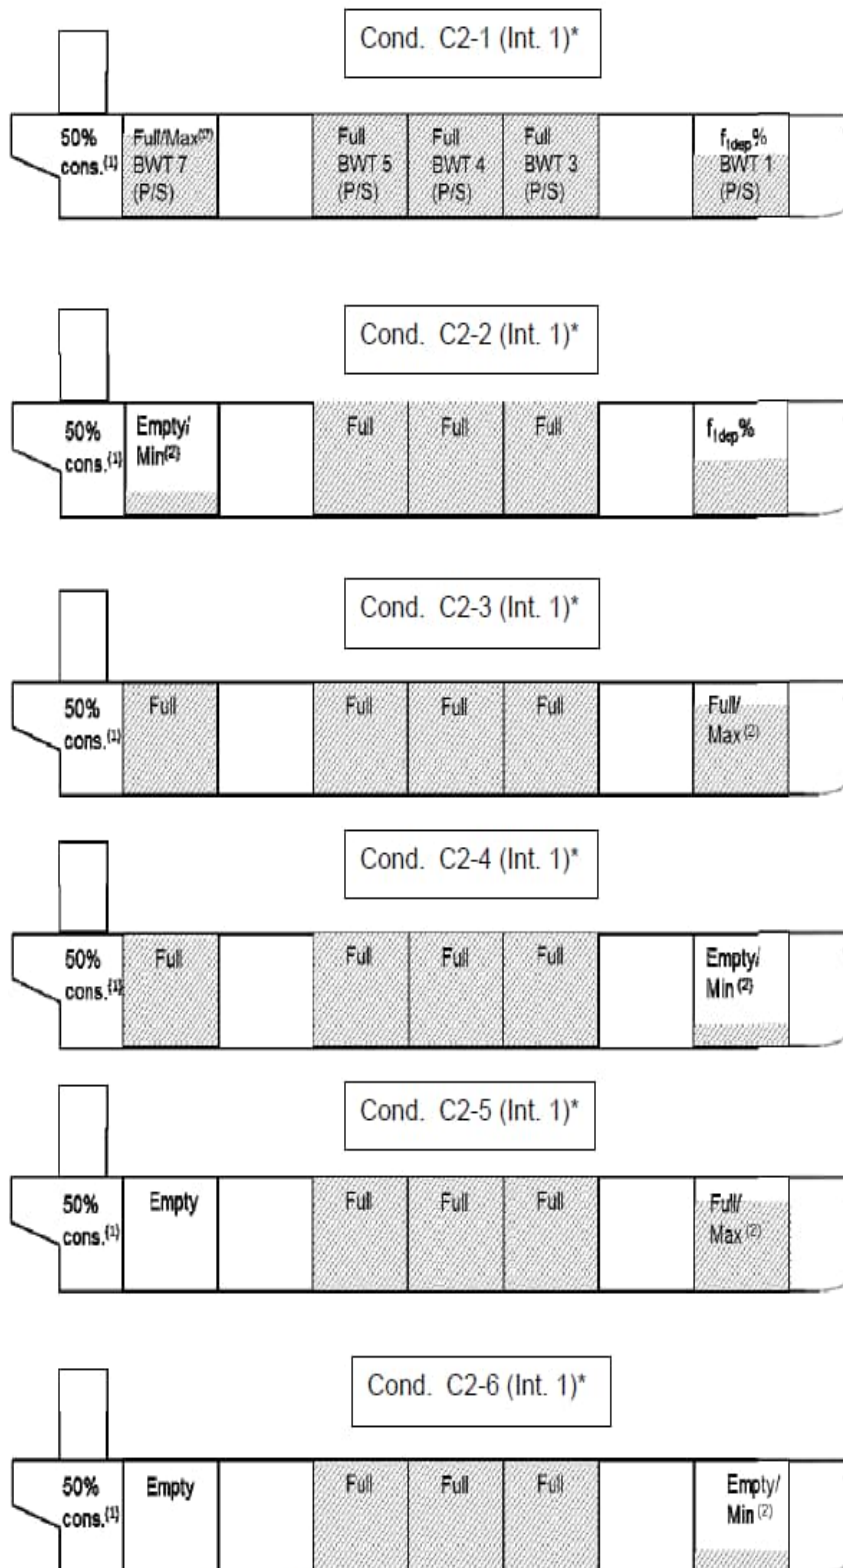 Cond. C2-1 (Int. 1)*
50%
cons.(1)
Full/Max(2)
BWT 7
(P/S)
Full
BWT 5
(P/S)
Full
BWT 4
(P/S)
Full
BWT 3
(P/S)
f1dep%
BWT 1
(P/S)
Cond. C2-2 (Int. 1)*
50%
cons.(1)
Empty/
Min(2)
Full
Full
Full
f1dep%
Cond. C2-3 (Int. 1)*
50%
cons.(1)
Full
Full
Full
Full
Full/
Max (2)
Cond. C2-4 (Int. 1)*
50%
cons.(1)
Full
Full
Full
Full
Empty/
Min (2)
Cond. C2-5 (Int. 1)*
50%
cons.(1)
Empty
Full
Full
Full
Full/
Max (2)
Cond. C2-6 (Int. 1)*
50%
cons.(1)
Empty
Full
Full
Full
Empty/
Min (2)